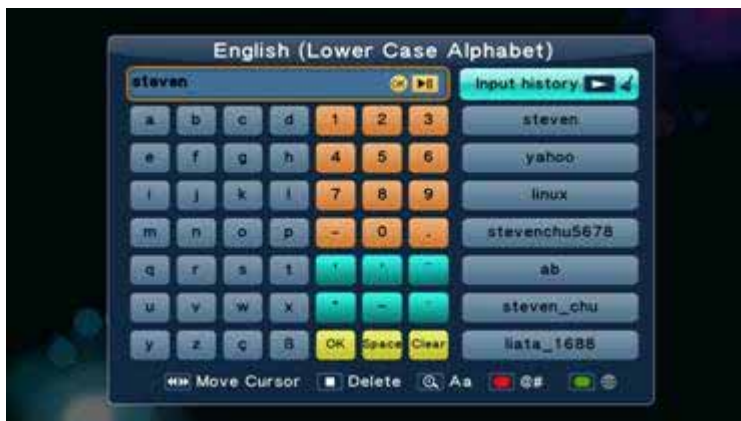 English (Lower Case Alphabet)
steven OK Input history
a b c d 1 2 3 steven
e f g h 4 5 6 yahoo
i j k l 7 8 9 linux
m n o p - 0 . stevenchu5678
q r s t ab
u v w x steven_chu
y z ç ß OK Space Clear liata_1688
Move Cursor Delete Aa @#